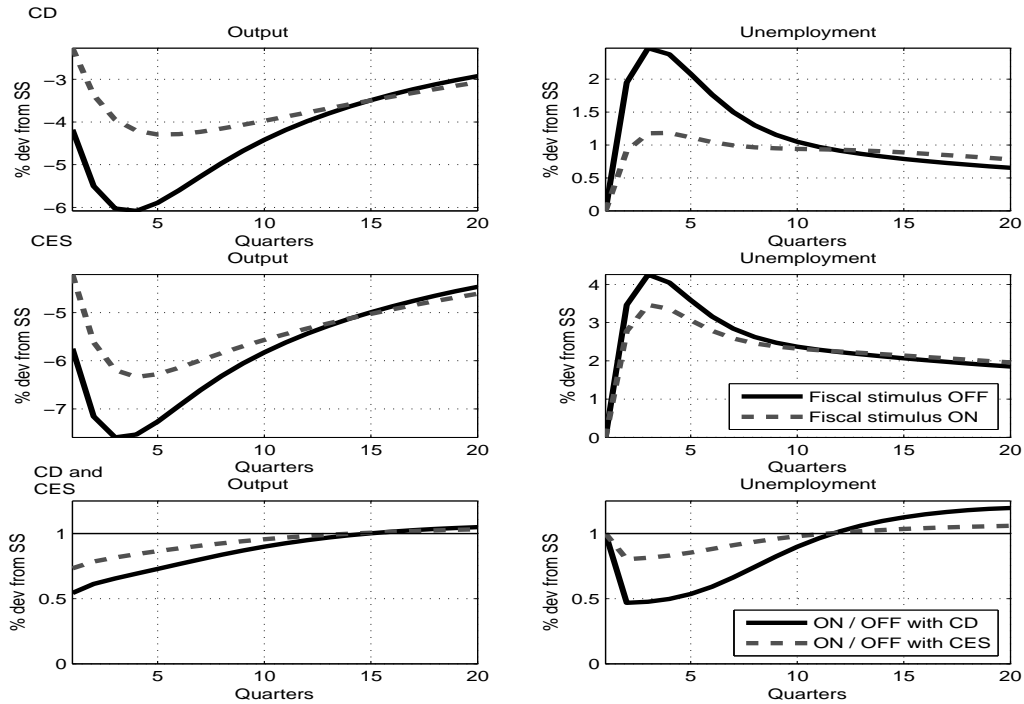 CD
Output
% dev from SS
−3
−4
−5
−6
5
10
15
20
Quarters
Unemployment
% dev from SS
2
1.5
1
0.5
0
5
10
15
20
Quarters
CES
Output
% dev from SS
−5
−6
−7
5
10
15
20
Quarters
Unemployment
% dev from SS
4
3
2
1
0
5
10
15
20
Quarters
Fiscal stimulus OFF
Fiscal stimulus ON
CD and
CES
Output
% dev from SS
1
0.5
0
5
10
15
20
Quarters
Unemployment
% dev from SS
1
0.5
0
5
10
15
20
Quarters
ON / OFF with CD
ON / OFF with CES